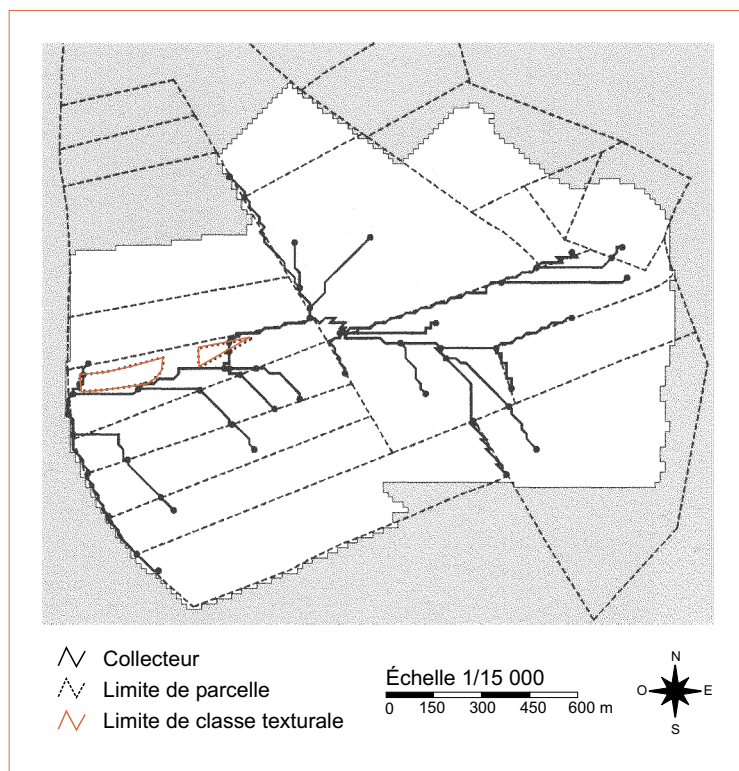 Collecteur
Limite de parcelle
Limite de classe texturale
Échelle 1/15 000
0 150 300 450 600 m
N
O E
S